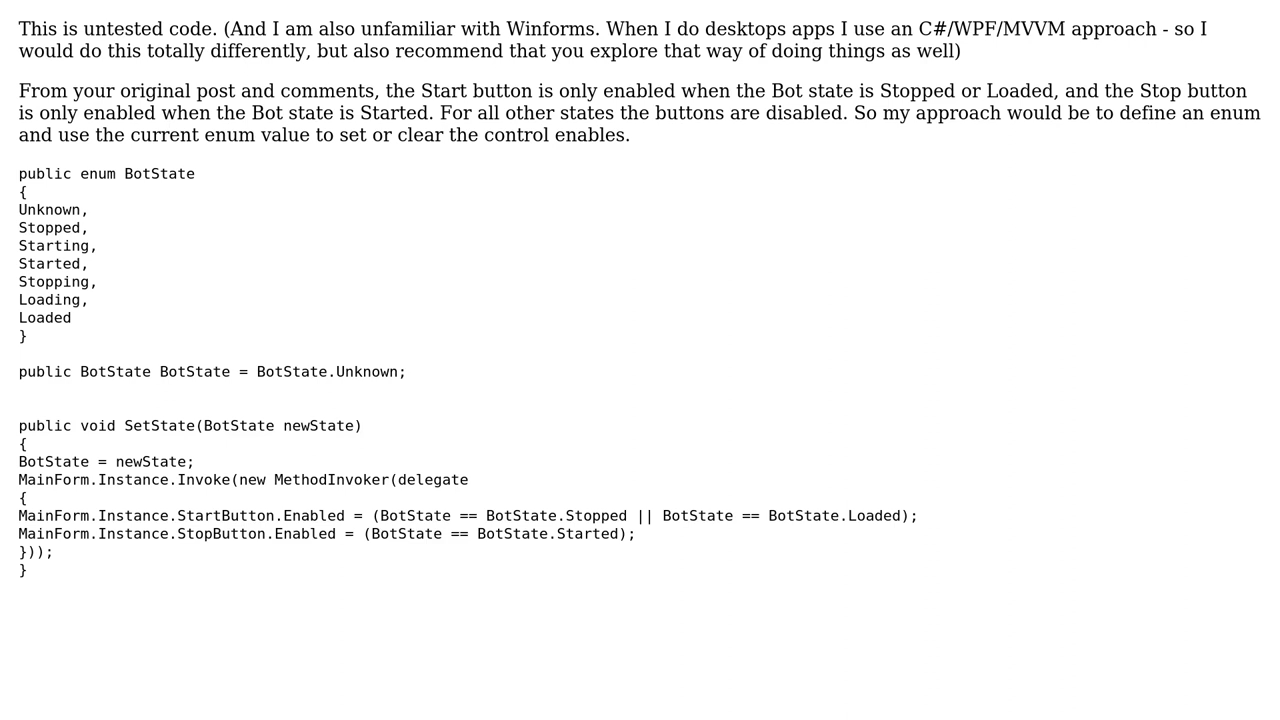 This is untested code. (And I am also unfamiliar with Winforms. When I do desktops apps I use an C#/WPF/MVVM approach - so I
would do this totally differently, but also recommend that you explore that way of doing things as well)
From your original post and comments, the Start button is only enabled when the Bot state is Stopped or Loaded, and the Stop button
is only enabled when the Bot state is Started. For all other states the buttons are disabled. So my approach would be to define an enum
and use the current enum value to set or clear the control enables.
public enum BotState
{
Unknown,
Stopped,
Starting,
Started,
Stopping,
Loading,
Loaded
}
public BotState BotState = BotState.Unknown;
public void SetState(BotState newState)
{
BotState = newState;
MainForm.Instance.Invoke(new MethodInvoker(delegate
{
MainForm.Instance.StartButton.Enabled = (BotState == BotState.Stopped || BotState == BotState.Loaded);
MainForm.Instance.StopButton.Enabled = (BotState == BotState.Started);
}));
}